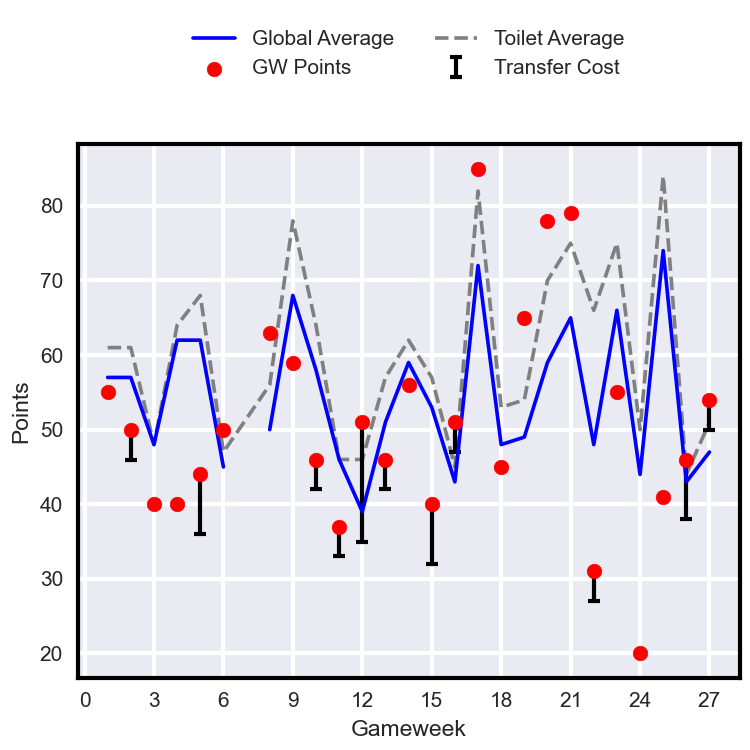 Global Average
Toilet Average
GW Points
Transfer Cost
80
70
60
50
40
30
20
Points
0 3 6 9 12 15 18 21 24 27
Gameweek